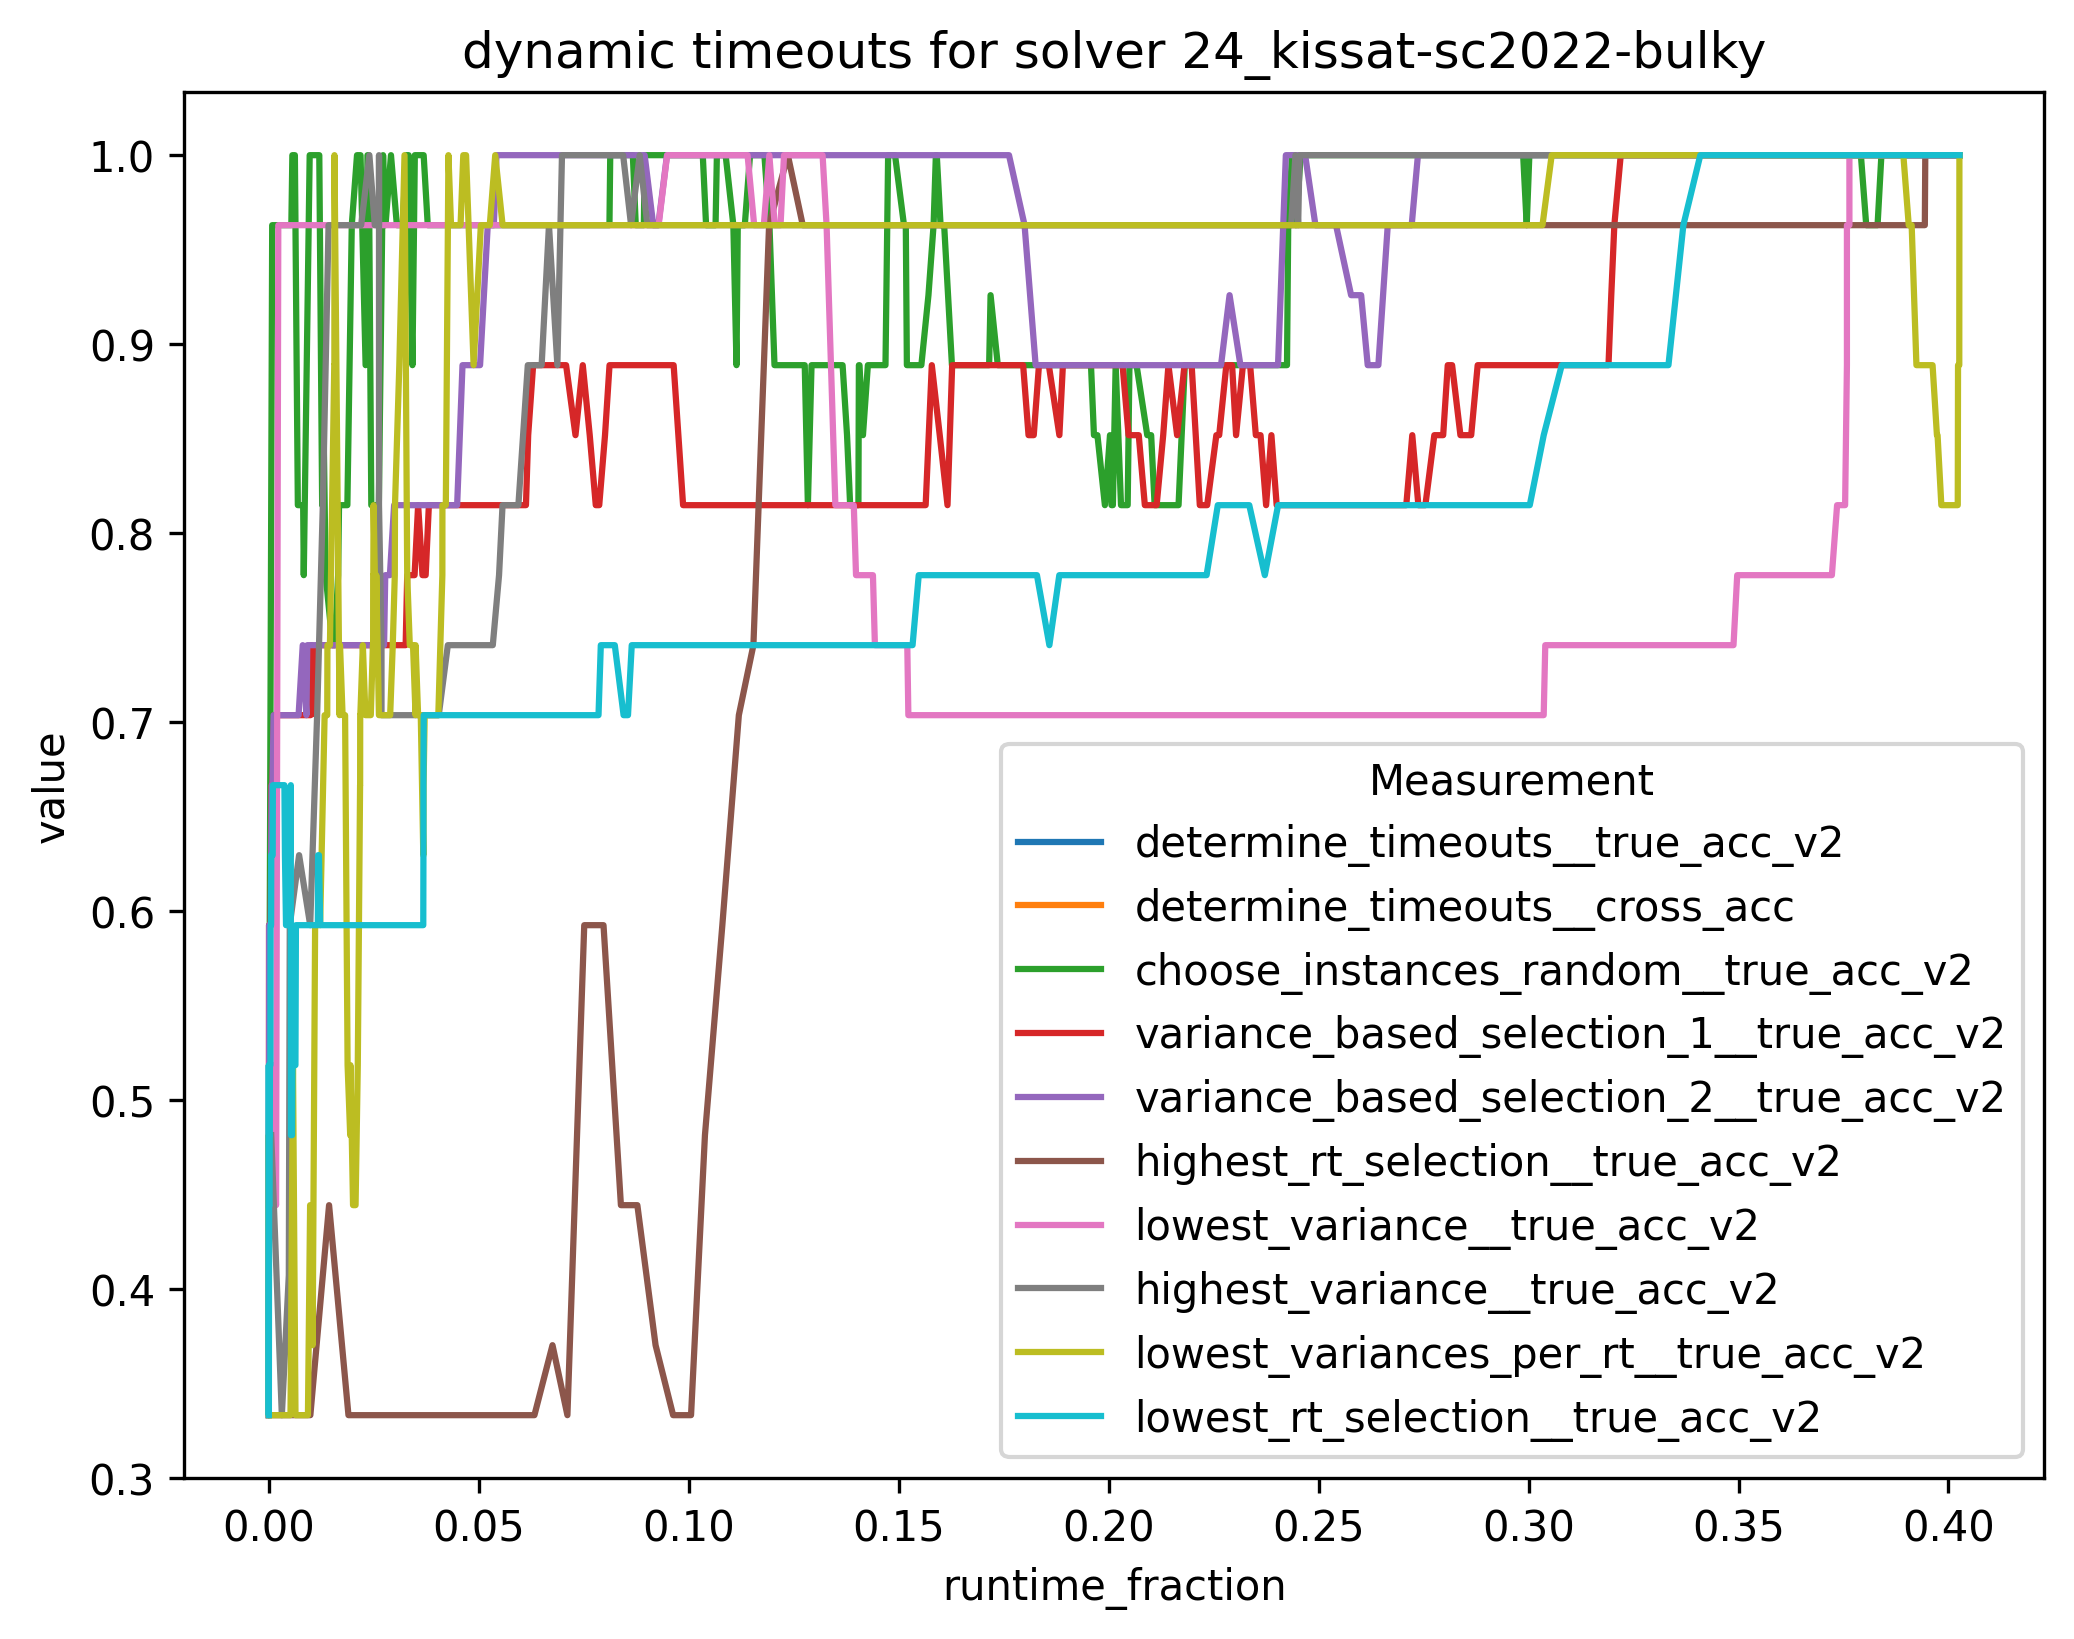 dynamic timeouts for solver 24_kissat-sc2022-bulky
1.0
0.9
0.8
0.7
0.6
0.5
0.4
0.3
value
Measurement
determine_timeouts__true_acc_v2
determine_timeouts__cross_acc
choose_instances_random__true_acc_v2
variance_based_selection_1__true_acc_v2
variance_based_selection_2__true_acc_v2
highest_rt_selection__true_acc_v2
lowest_variance__true_acc_v2
highest_variance__true_acc_v2
lowest_variances_per_rt__true_acc_v2
lowest_rt_selection__true_acc_v2
0.00 0.05 0.10 0.15 0.20 0.25 0.30 0.35 0.40
runtime_fraction